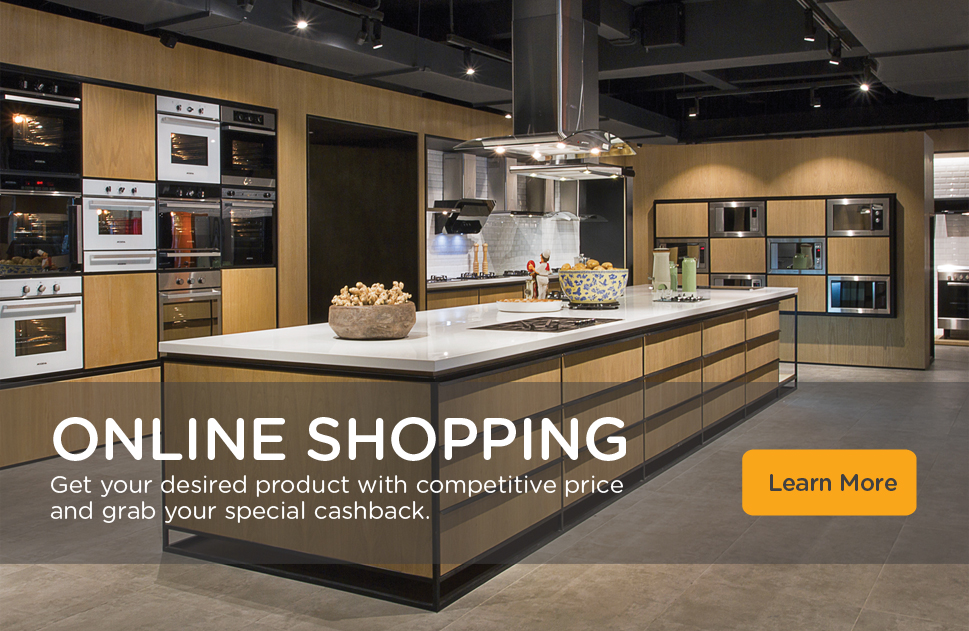 ONLINE SHOPPING
Get your desired product with competitive price
and grab your special cashback.
Learn More